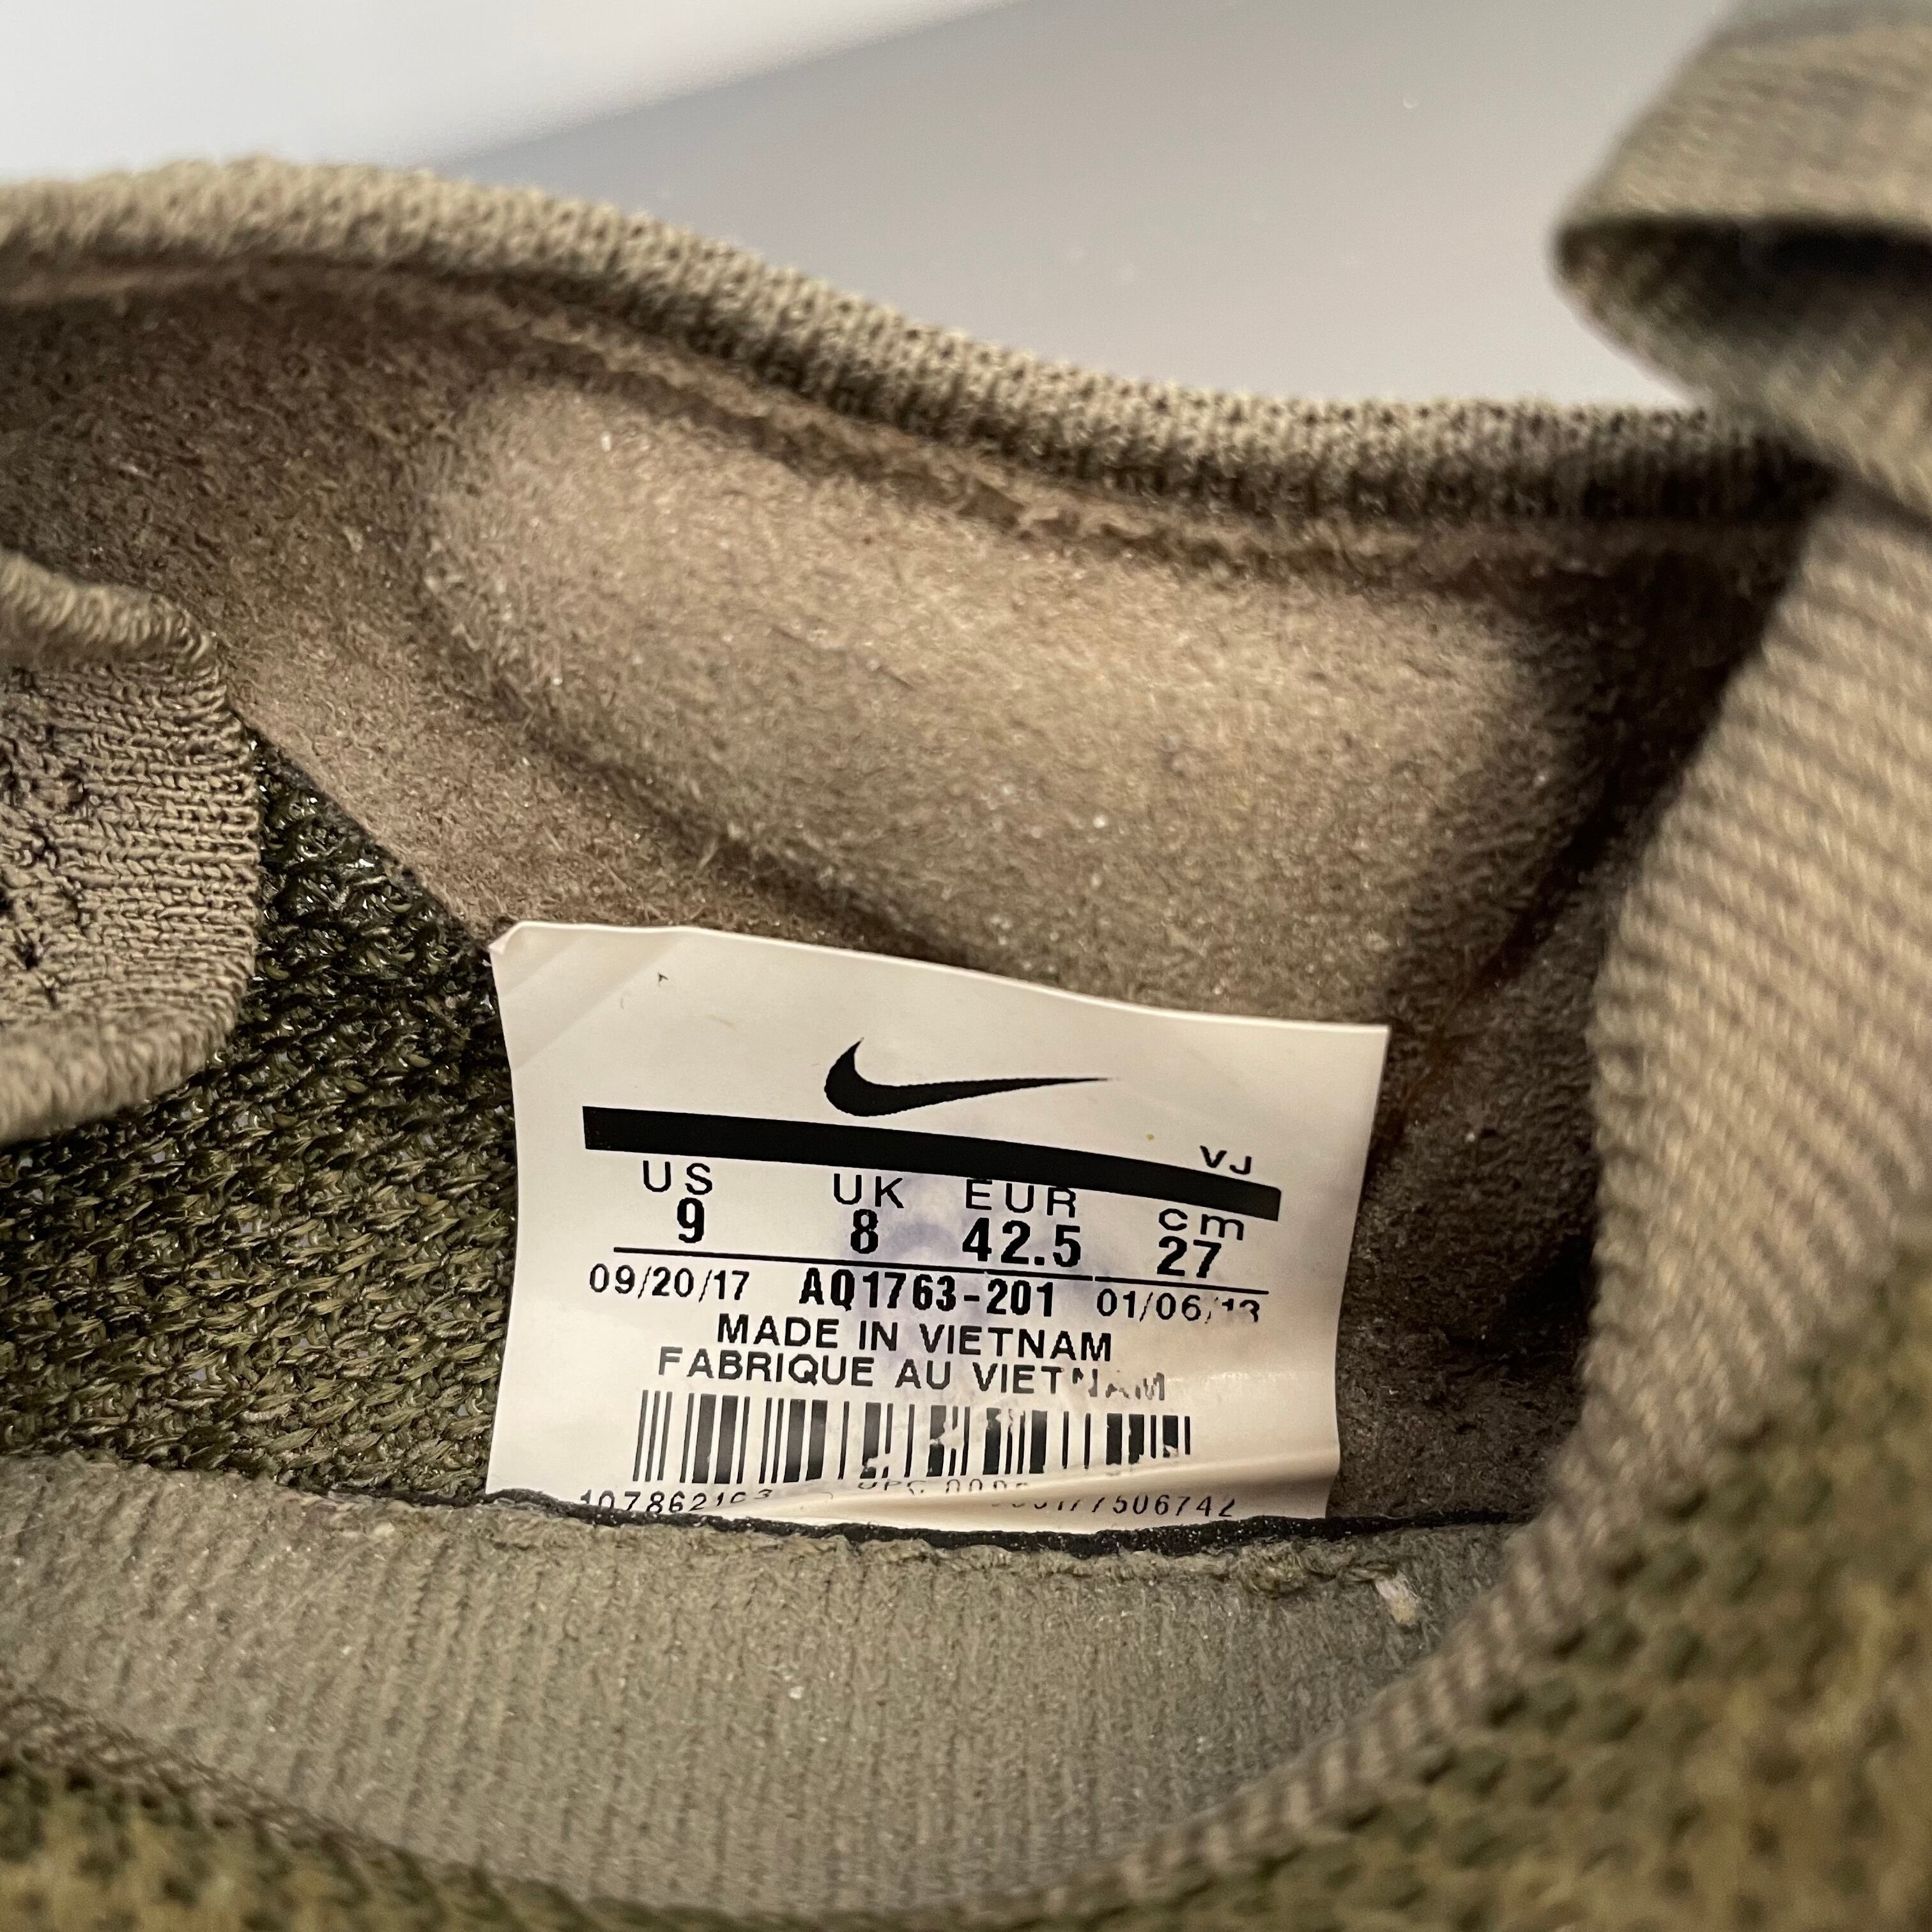 VJ
US UK EUR cm
9 8 42.5 27
09/20/17 AQ1763-201
MADE IN VIETNAM
FABRIQUE AU VIETNAM
UPC